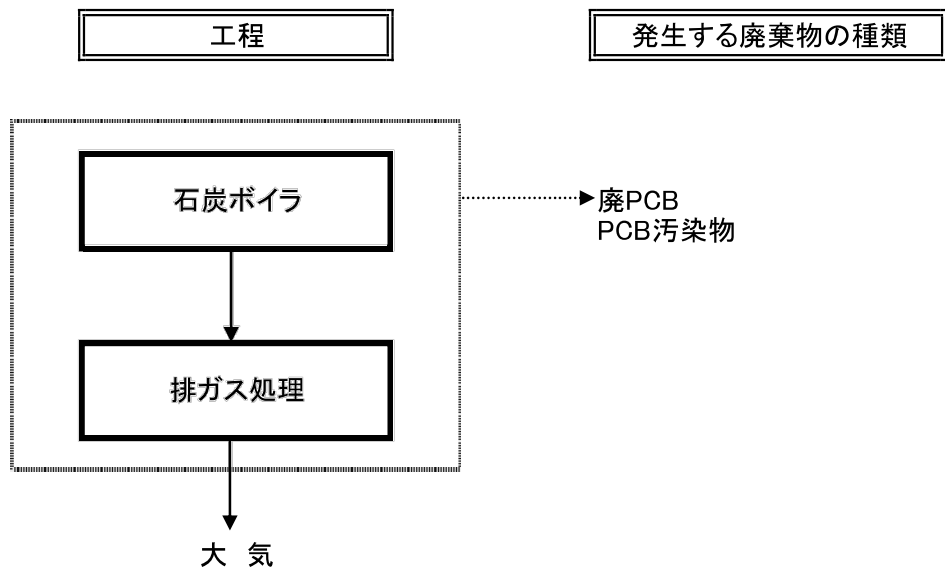 工程
発生する廃棄物の種類
石炭ボイラ
廃PCB
PCB汚染物
排ガス処理
大 気